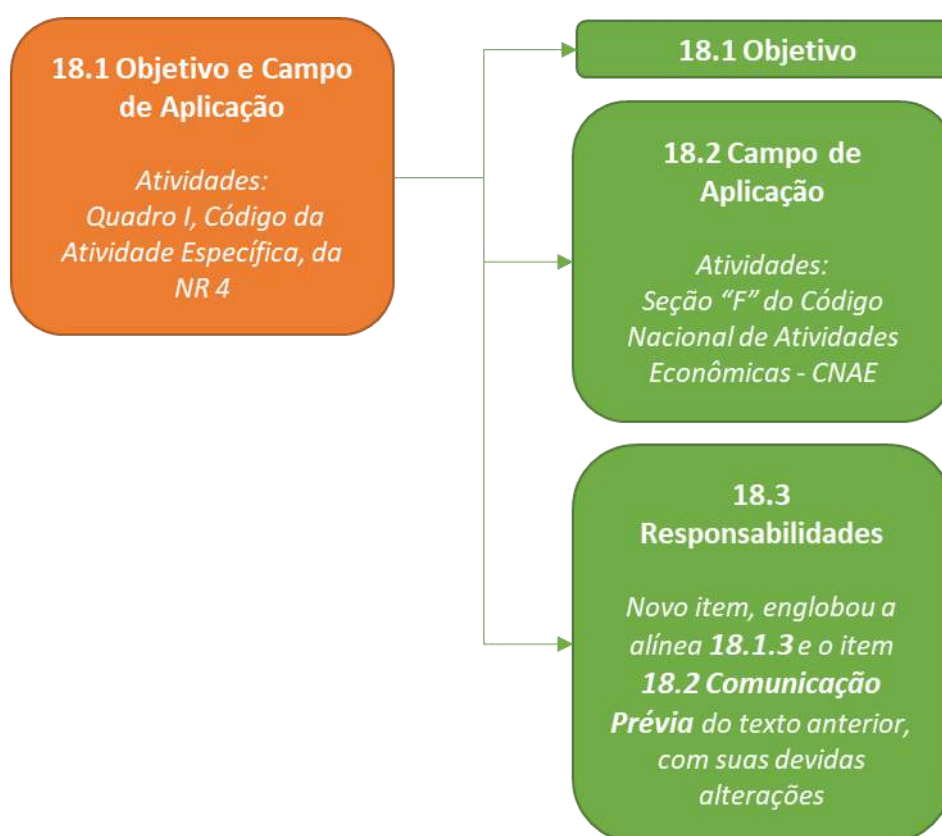 18.1 Objetivo e Campo
de Aplicação
Atividades:
Quadro I, Código da
Atividade Específica, da
NR 4
18.1 Objetivo
18.2 Campo de
Aplicação
Atividades:
Seção “F” do Código
Nacional de Atividades
Econômicas - CNAE
18.3
Responsabilidades
Novo item, englobou a
alínea 18.1.3 e o item
18.2 Comunicação
Prévia do texto anterior,
com suas devidas
alterações